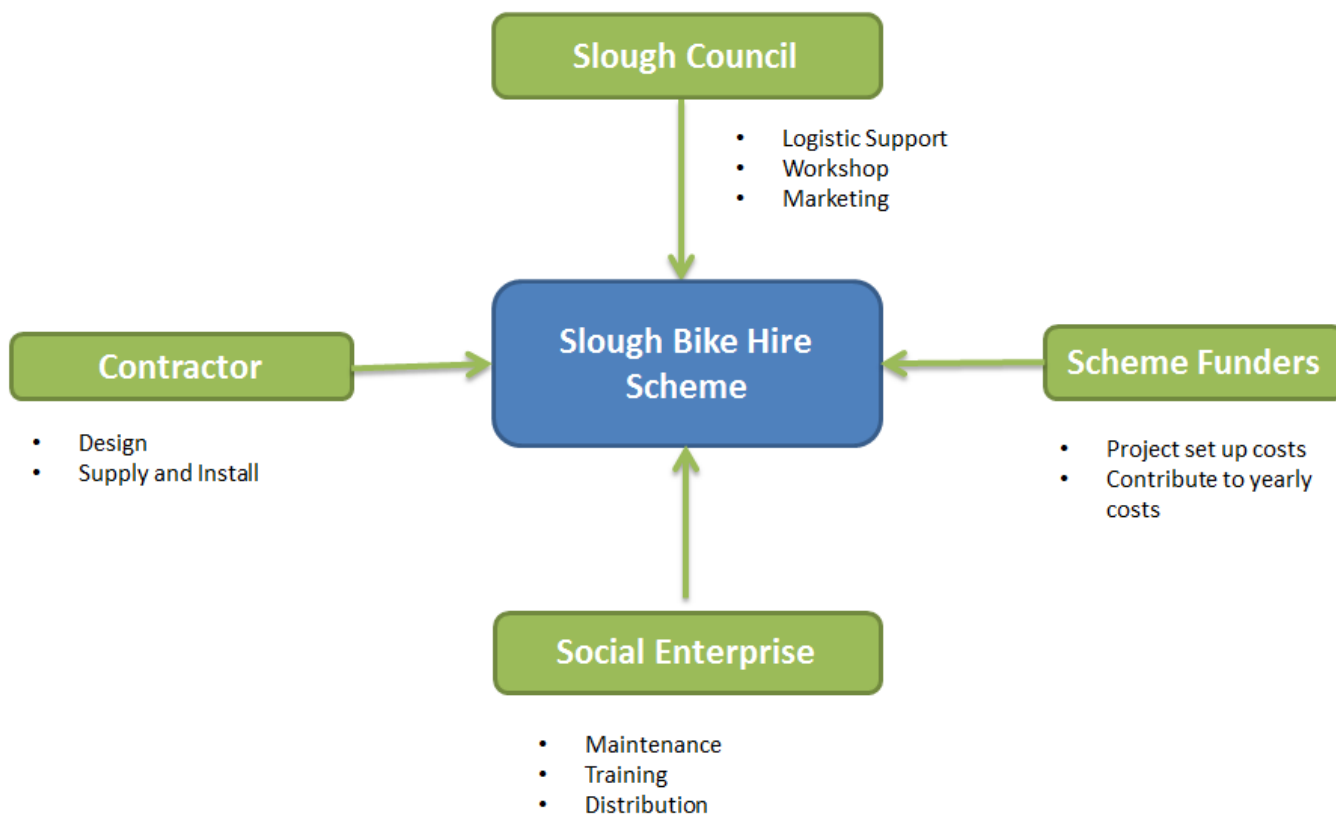 Slough Council
• Logistic Support
• Workshop
• Marketing
Slough Bike Hire
Scheme
Contractor
• Design
• Supply and Install
Scheme Funders
• Project set up costs
• Contribute to yearly
costs
Social Enterprise
• Maintenance
• Training
• Distribution